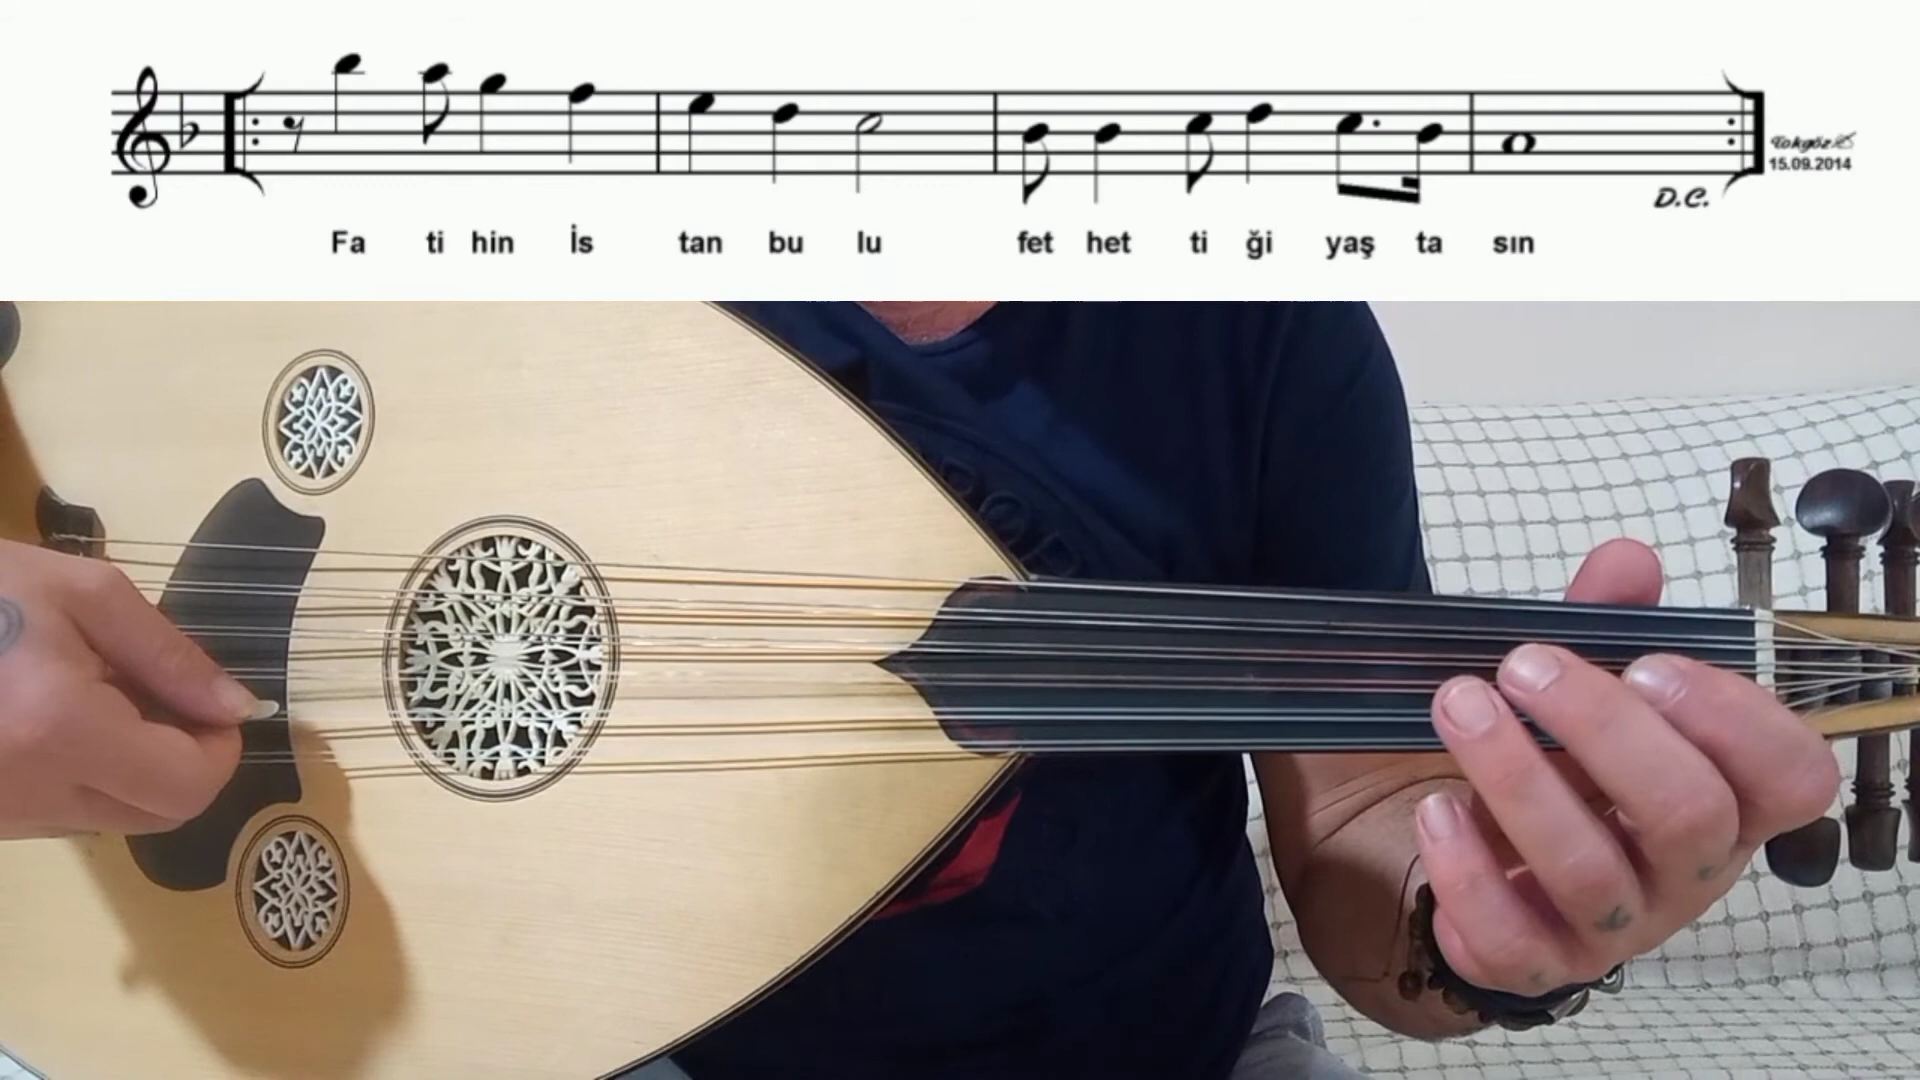 Tokgöz
15.09.2014
D.C.
Fa ti hin İs tan bu lu fet het ti ği yaş ta sın